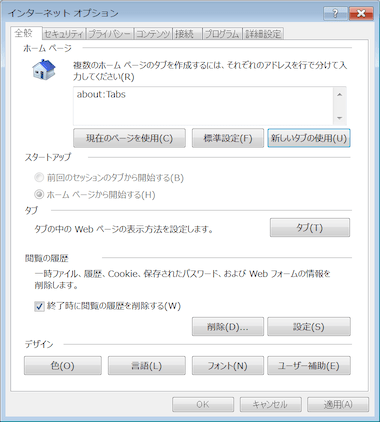 インターネット オプション
全般 セキュリティ プライバシー コンテンツ 接続 プログラム 詳細設定
ホーム ページ
複数のホーム ページのタブを作成するには、それぞれのアドレスを行で分けて入
力してください(R)
about:Tabs
現在のページを使用(C) 標準設定(F) 新しいタブの使用(U)
スタートアップ
前回のセッションのタブから開始する(B)
ホーム ページから開始する(H)
タブ
タブの中の Web ページの表示方法を設定します。 タブ(T)
閲覧の履歴
一時ファイル、履歴、Cookie、保存されたパスワード、および Web フォームの情報を
削除します。
終了時に閲覧の履歴を削除する(W)
削除(D)... 設定(S)
デザイン
色(O) 言語(L) フォント(N) ユーザー補助(E)
OK キャンセル 適用(A)